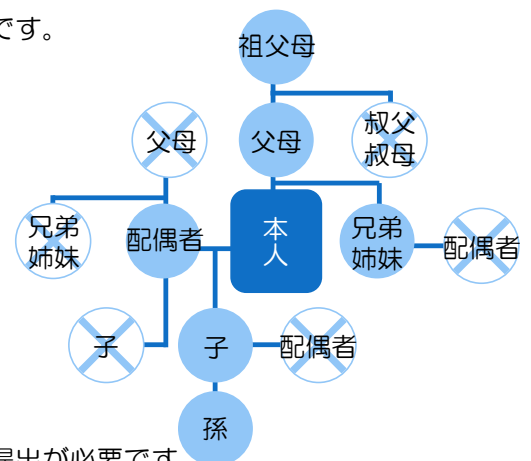 です。
祖父母
父母
父母
叔父
叔母
兄弟
姉妹
配偶者
本
人
兄弟
姉妹
配偶者
子
子
配偶者
孫
提出が必要です